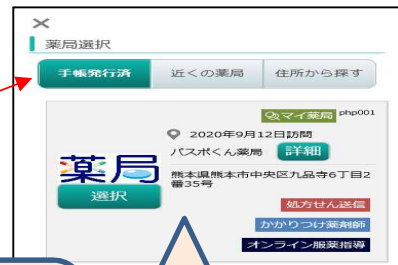 ×
薬局選択
手帳発行済 近くの薬局 住所から探す
マイ薬局 php001
2020年9月12日訪問
パスポくん薬局 詳細
薬局
熊本県熊本市中央区九品寺6丁目2
番35号
選択
処方せん送信
かかりつけ薬剤師
オンライン服薬指導